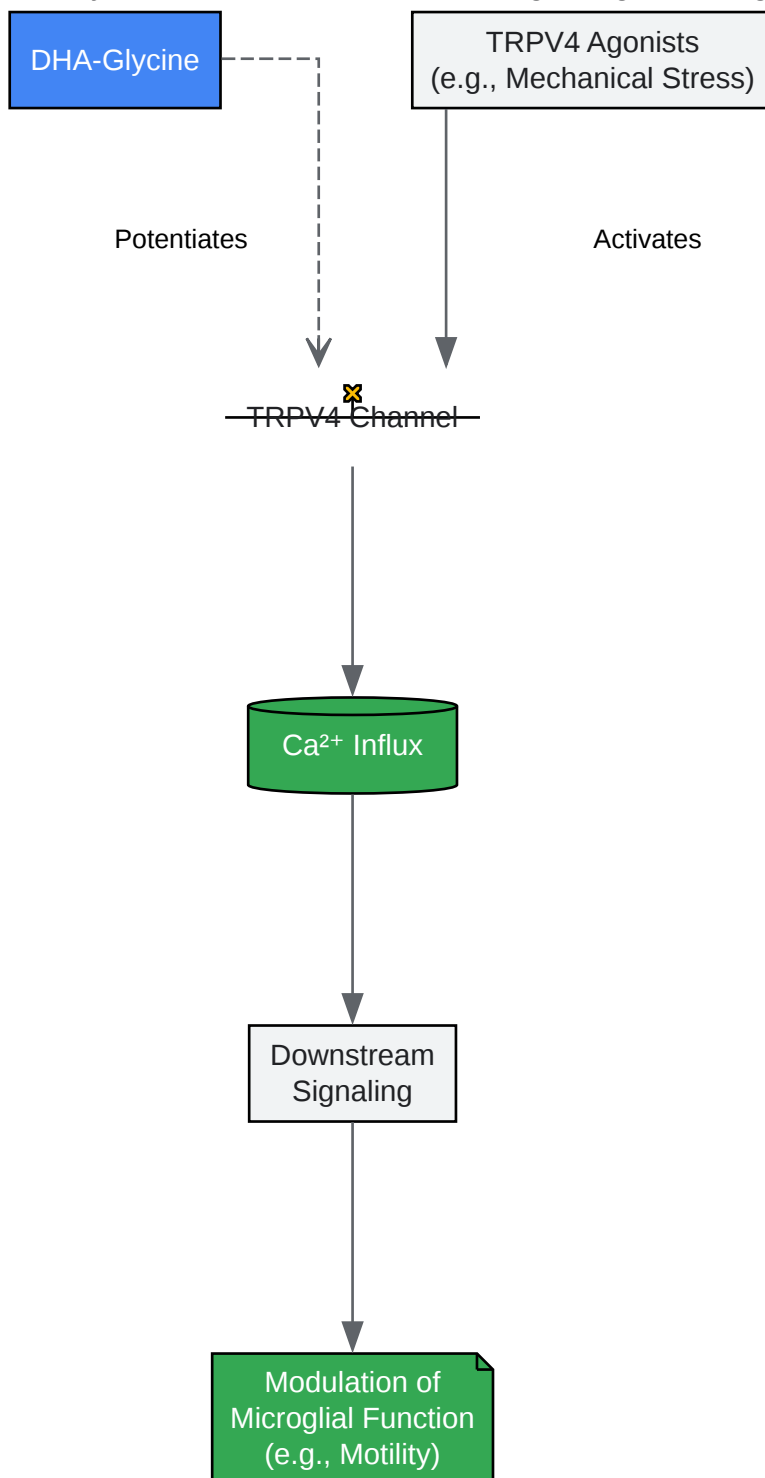 DHA-Glycine
TRPV4 Agonists
(e.g., Mechanical Stress)
Potentiates
Activates
TRPV4 Channel
Ca²⁺ Influx
Downstream
Signaling
Modulation of
Microglial Function
(e.g., Motility)